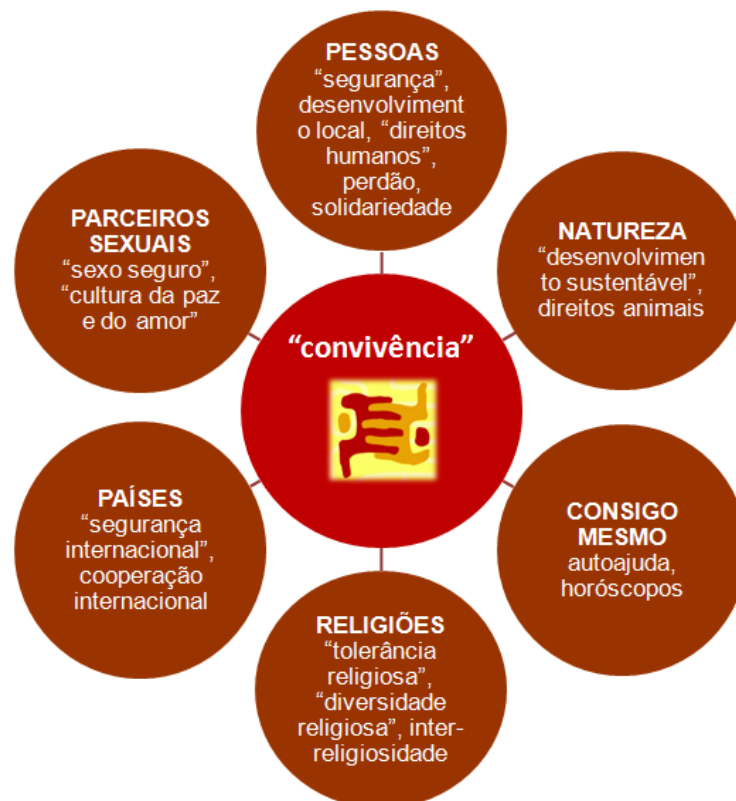 PESSOAS
“segurança”,
desenvolviment
o local, “direitos
humanos”,
perdão,
solidariedade
PARCEIROS
SEXUAIS
“sexo seguro”,
“cultura da paz
e do amor”
NATUREZA
“desenvolvimen
to sustentável”,
direitos animais
“convivência”
PAÍSES
“segurança
internacional”,
cooperação
internacional
CONSIGO
MESMO
autoajuda,
horóscopos
RELIGIÕES
“tolerância
religiosa”,
“diversidade
religiosa”, inter-
religiosidade